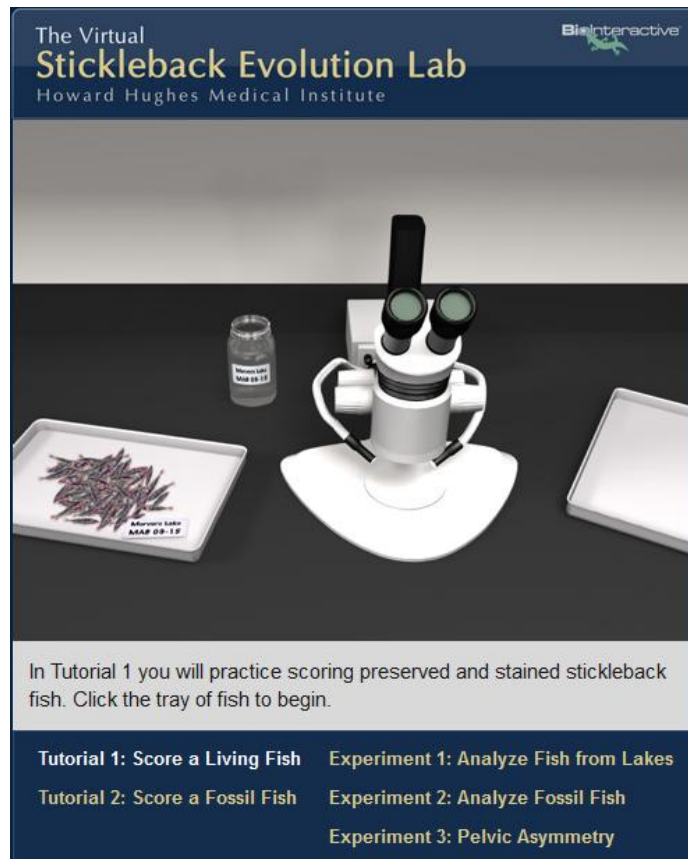 The Virtual
BioInteractive
Stickleback Evolution Lab
Howard Hughes Medical Institute
Morvoro Lake
MA# 09-15
Morvoro Lake
MA# 09-15
In Tutorial 1 you will practice scoring preserved and stained stickleback
fish. Click the tray of fish to begin.
Tutorial 1: Score a Living Fish
Experiment 1: Analyze Fish from Lakes
Tutorial 2: Score a Fossil Fish
Experiment 2: Analyze Fossil Fish
Experiment 3: Pelvic Asymmetry